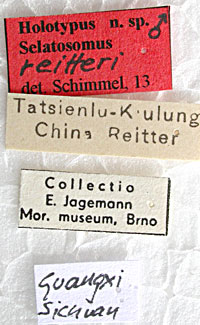 Holotypus n. sp. ♂
Selatosomus
reitteri
det. Schimmel, 13
Tatsienlu-Kulung
China Reitter
Collectio
E. Jagemann
Mor. museum, Brno
Guangxi
Sichuan